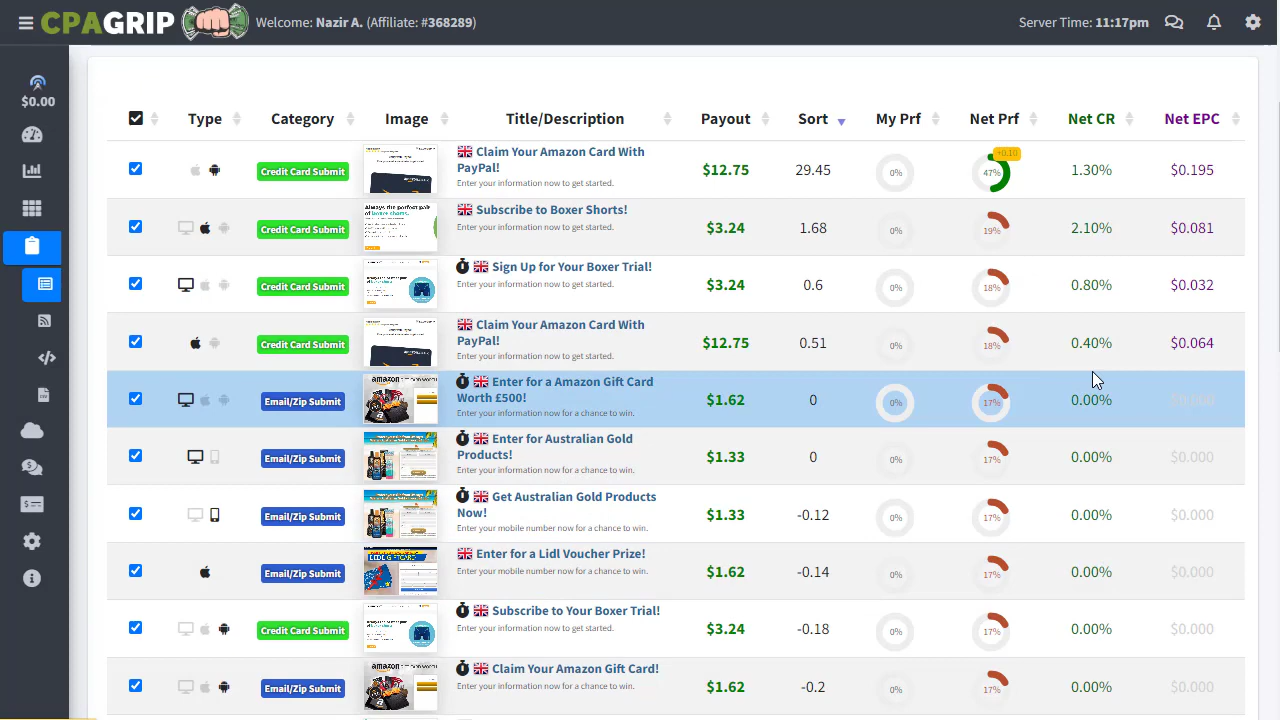 CPAGRIP Welcome: Nazir A. (Affiliate: #368289) Server Time: 11:17pm
$0.00
Type Category Image Title/Description Payout Sort My Prf Net Prf Net CR Net EPC
Credit Card Submit Claim Your Amazon Card With PayPal! Enter your information now to get started. $12.75 29.45 0% +0.10 47% 1.30% $0.195
Credit Card Submit Subscribe to Boxer Shorts! Enter your information now to get started. $3.24 1.68 0% 19% 2.10% $0.081
Credit Card Submit Sign Up for Your Boxer Trial! Enter your information now to get started. $3.24 0.6 0% 18% 0.80% $0.032
Credit Card Submit Claim Your Amazon Card With PayPal! Enter your information now to get started. $12.75 0.51 0% 18% 0.40% $0.064
Email/Zip Submit Enter for a Amazon Gift Card Worth £500! Enter your information now for a chance to win. $1.62 0 0% 17% 0.00% $0.000
Email/Zip Submit Enter for Australian Gold Products! Enter your information now for a chance to win. $1.33 0 0% 17% 0.00% $0.000
Email/Zip Submit Get Australian Gold Products Now! Enter your mobile number now for a chance to win. $1.33 -0.12 0% 17% 0.00% $0.000
Email/Zip Submit Enter for a Lidl Voucher Prize! Enter your mobile number now for a chance to win. $1.62 -0.14 0% 17% 0.00% $0.000
Credit Card Submit Subscribe to Your Boxer Trial! Enter your information now to get started. $3.24 -0.18 0% 17% 0.00% $0.000
Email/Zip Submit Claim Your Amazon Gift Card! Enter your information now for a chance to win. $1.62 -0.2 0% 17% 0.00% $0.000